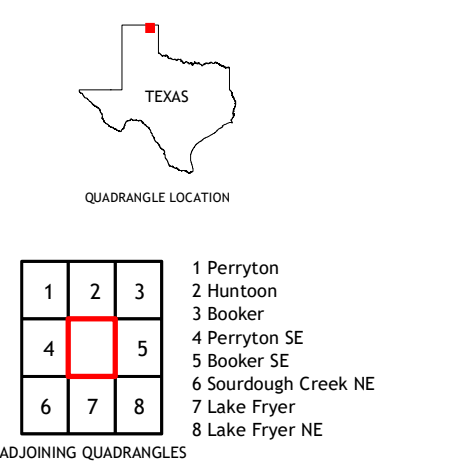 TEXAS
QUADRANGLE LOCATION
1 2 3
4 5
6 7 8
ADJOINING QUADRANGLES
1 Perryton
2 Huntoon
3 Booker
4 Perryton SE
5 Booker SE
6 Sourdough Creek NE
7 Lake Fryer
8 Lake Fryer NE